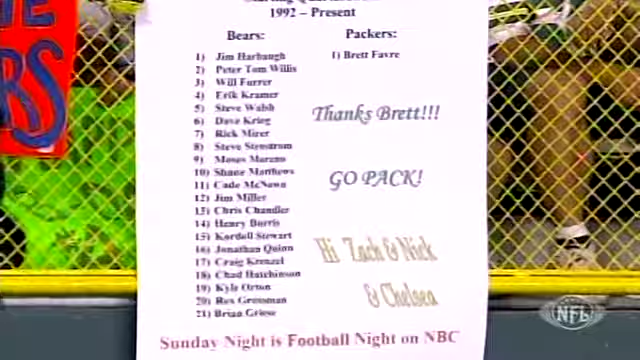 1992 – Present
Bears: Packers:
1) Jim Harbaugh 1) Brett Favre
2) Peter Tom Willis
3) Will Furrer
4) Erik Kramer
5) Steve Walsh
6) Dave Krieg
7) Rick Mirer
8) Steve Stenstrom
9) Moses Moreno
10) Shane Matthews
11) Cade McNown
12) Jim Miller
13) Chris Chandler
14) Henry Burris
15) Kordell Stewart
16) Jonathan Quinn
17) Craig Krenzel
18) Chad Hutchinson
19) Kyle Orton
20) Rex Grossman
21) Brian Griese
Thanks Brett!!!
GO PACK!
Hi Zach & Nick
& Chelsea
Sunday Night is Football Night on NBC
NFL